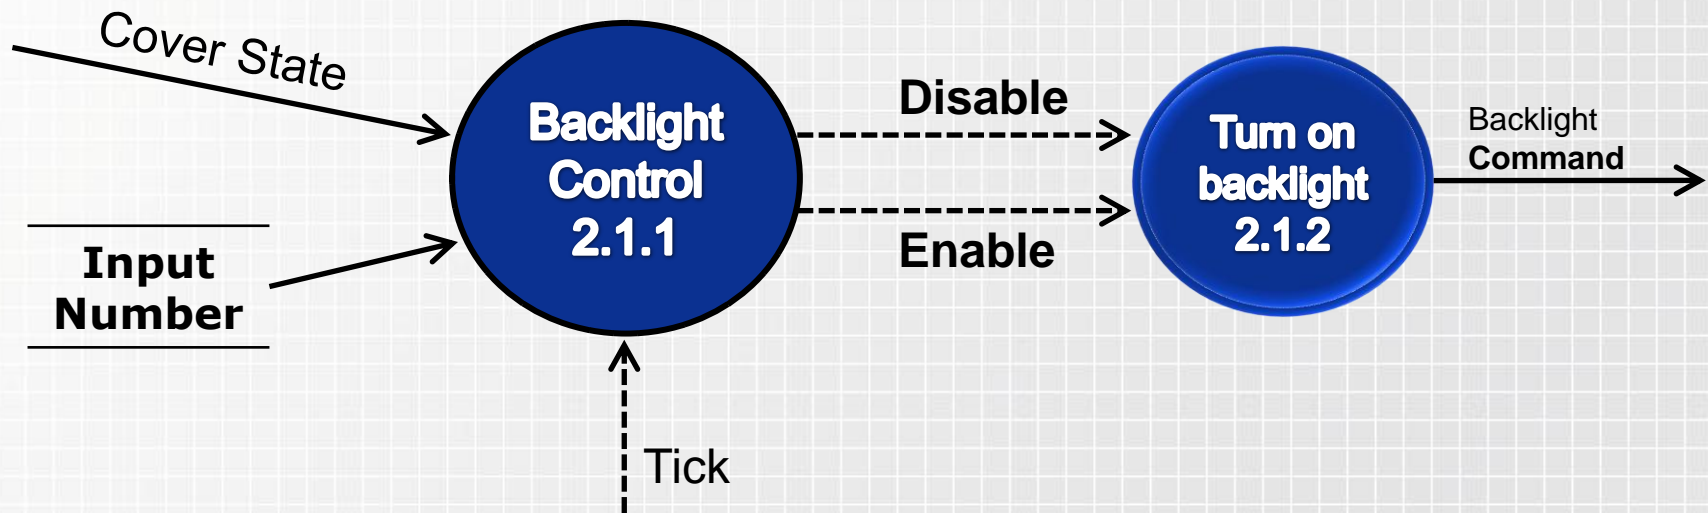 Cover State
Backlight
Control
2.1.1
Disable
Enable
Turn on
backlight
2.1.2
Backlight
Command
Input
Number
Tick